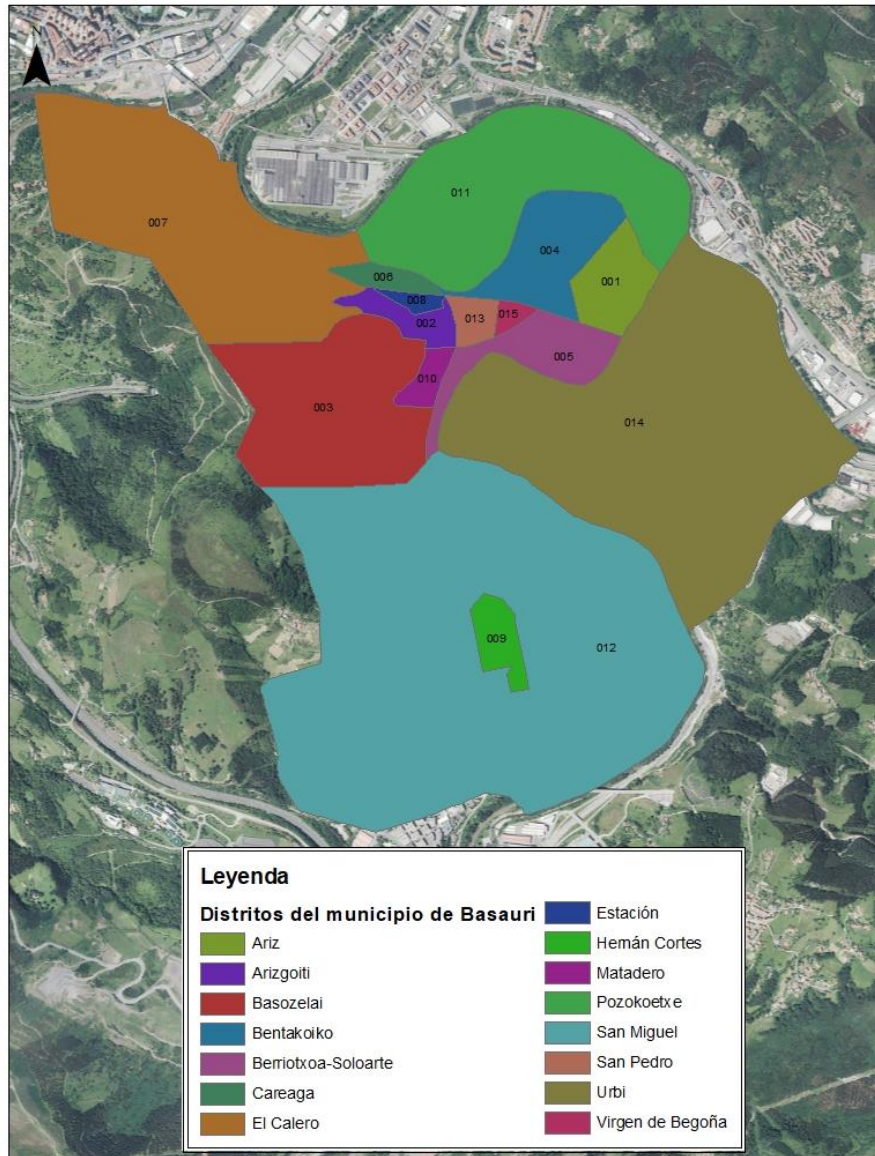 N
011
007
004
001
006
008
013
015
002
005
010
003
014
009
012
Leyenda
Distritos del municipio de Basauri
Ariz
Arizgoiti
Basozelai
Bentakoiko
Berriotxoa-Soloarte
Careaga
El Calero
Estación
Hernán Cortes
Matadero
Pozokoetxe
San Miguel
San Pedro
Urbi
Virgen de Begoña